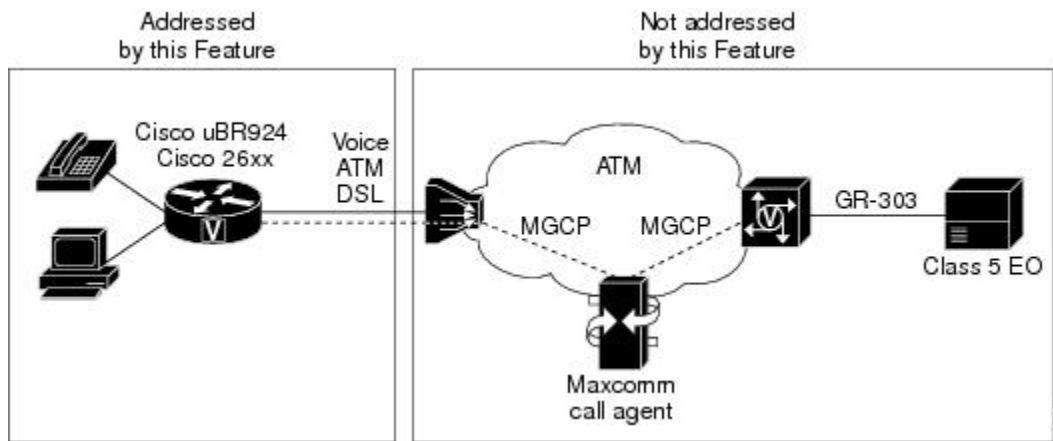 Addressed
by this Feature
Not addressed
by this Feature
Cisco uBR924
Cisco 26xx
V
Voice
ATM
DSL
ATM
MGCP
MGCP
V
GR-303
Class 5 EO
Maxcomm
call agent